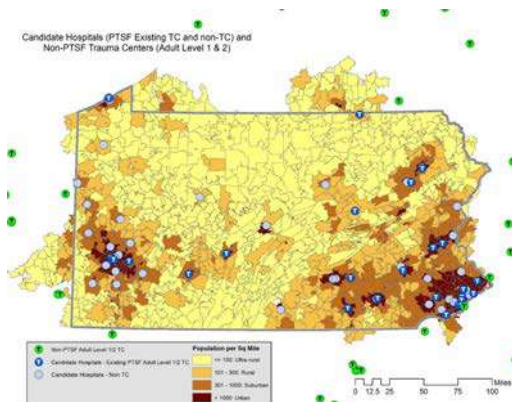 Candidate Hospitals (PTSF Existing TC and non-TC) and
Non-PTSF Trauma Centers (Adult Level 1 & 2)
Non-PTSF Adult Level 1/2 TC
Candidate Hospitals - Existing PTSF Adult Level 1/2 TC
Candidate Hospitals - Non TC
Population per Sq Mile
<= 100: Ultra rural
101 - 300: Rural
301 - 1000: Suburban
> 1000: Urban
0 12.5 25 50 75 100
Miles